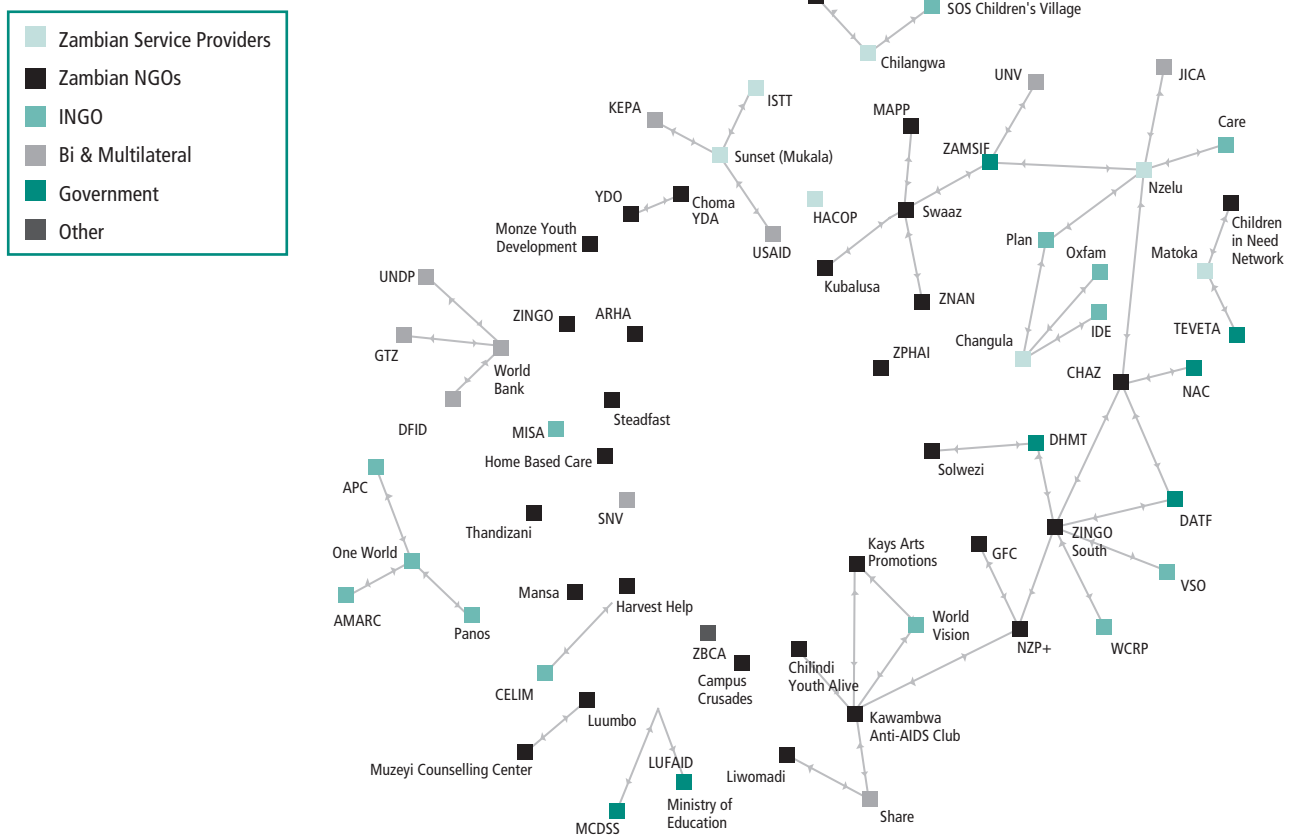 Zambian Service Providers
Zambian NGOs
INGO
Bi & Multilateral
Government
Other
SOS Children's Village
Chilangwa
UNV
JICA
KEPA
ISTT
MAPP
Care
Sunset (Mukala)
ZAMSIF
Nzelu
YDO
Choma
YDA
HACOP
Swaaz
Children
in Need
Network
Monze Youth
Development
USAID
Plan
Oxfam
Matoka
UNDP
Kubalusa
ZNAN
ZINGO
ARHA
IDE
TEVETA
GTZ
World
Bank
ZPHAI
Changula
CHAZ
NAC
DFID
Steadfast
MISA
Home Based Care
DHMT
Solwezi
APC
SNV
Thandizani
DATF
ZINGO
South
One World
Kays Arts
Promotions
GFC
VSO
Mansa
Harvest Help
AMARC
Panos
World
Vision
NZP+
WCRP
ZBCA
Campus
Crusades
Chilindi
Youth Alive
CELIM
Luumbo
Kawambwa
Anti-AIDS Club
Muzeyi Counselling Center
LUFAID
Liwomadi
Ministry of
Education
MCDSS
Share